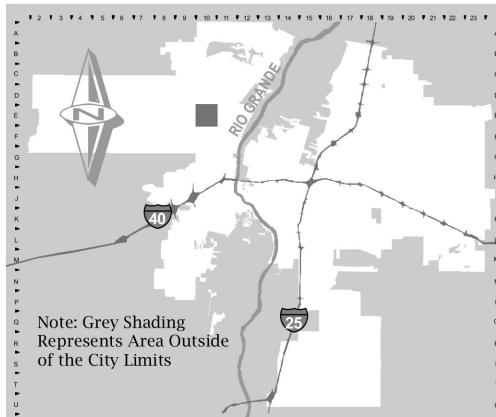 2 3 4 5 6 7 8 9 10 11 12 13 14 15 16 17 18 19 20 21 22 23
A
B
C
D
E
F
G
H
J
K
L
M
N
P
Q
R
S
T
U
N
RIO GRANDE
40
25
Note: Grey Shading
Represents Area Outside
of the City Limits